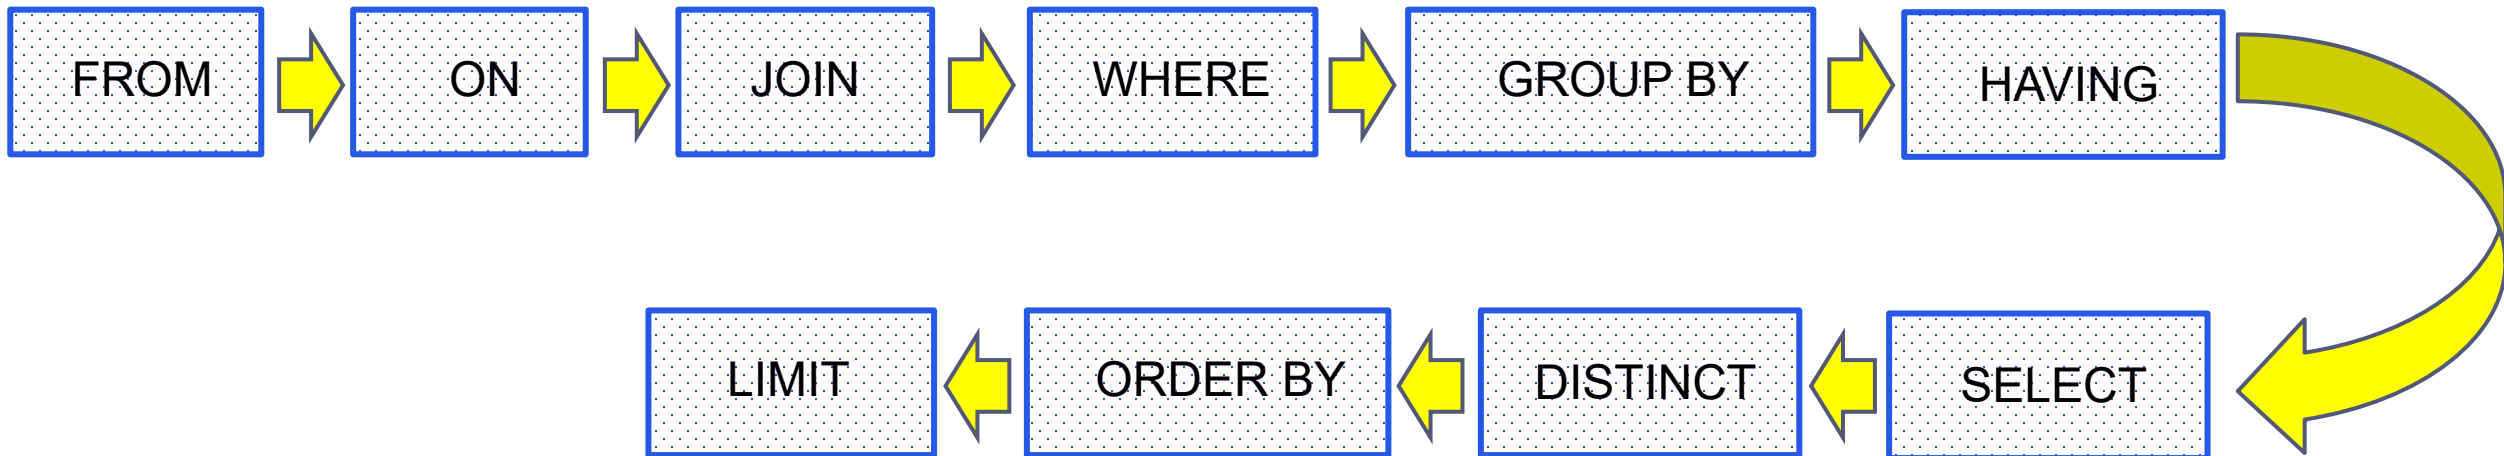 FROM
ON
JOIN
WHERE
GROUP BY
HAVING
SELECT
DISTINCT
ORDER BY
LIMIT